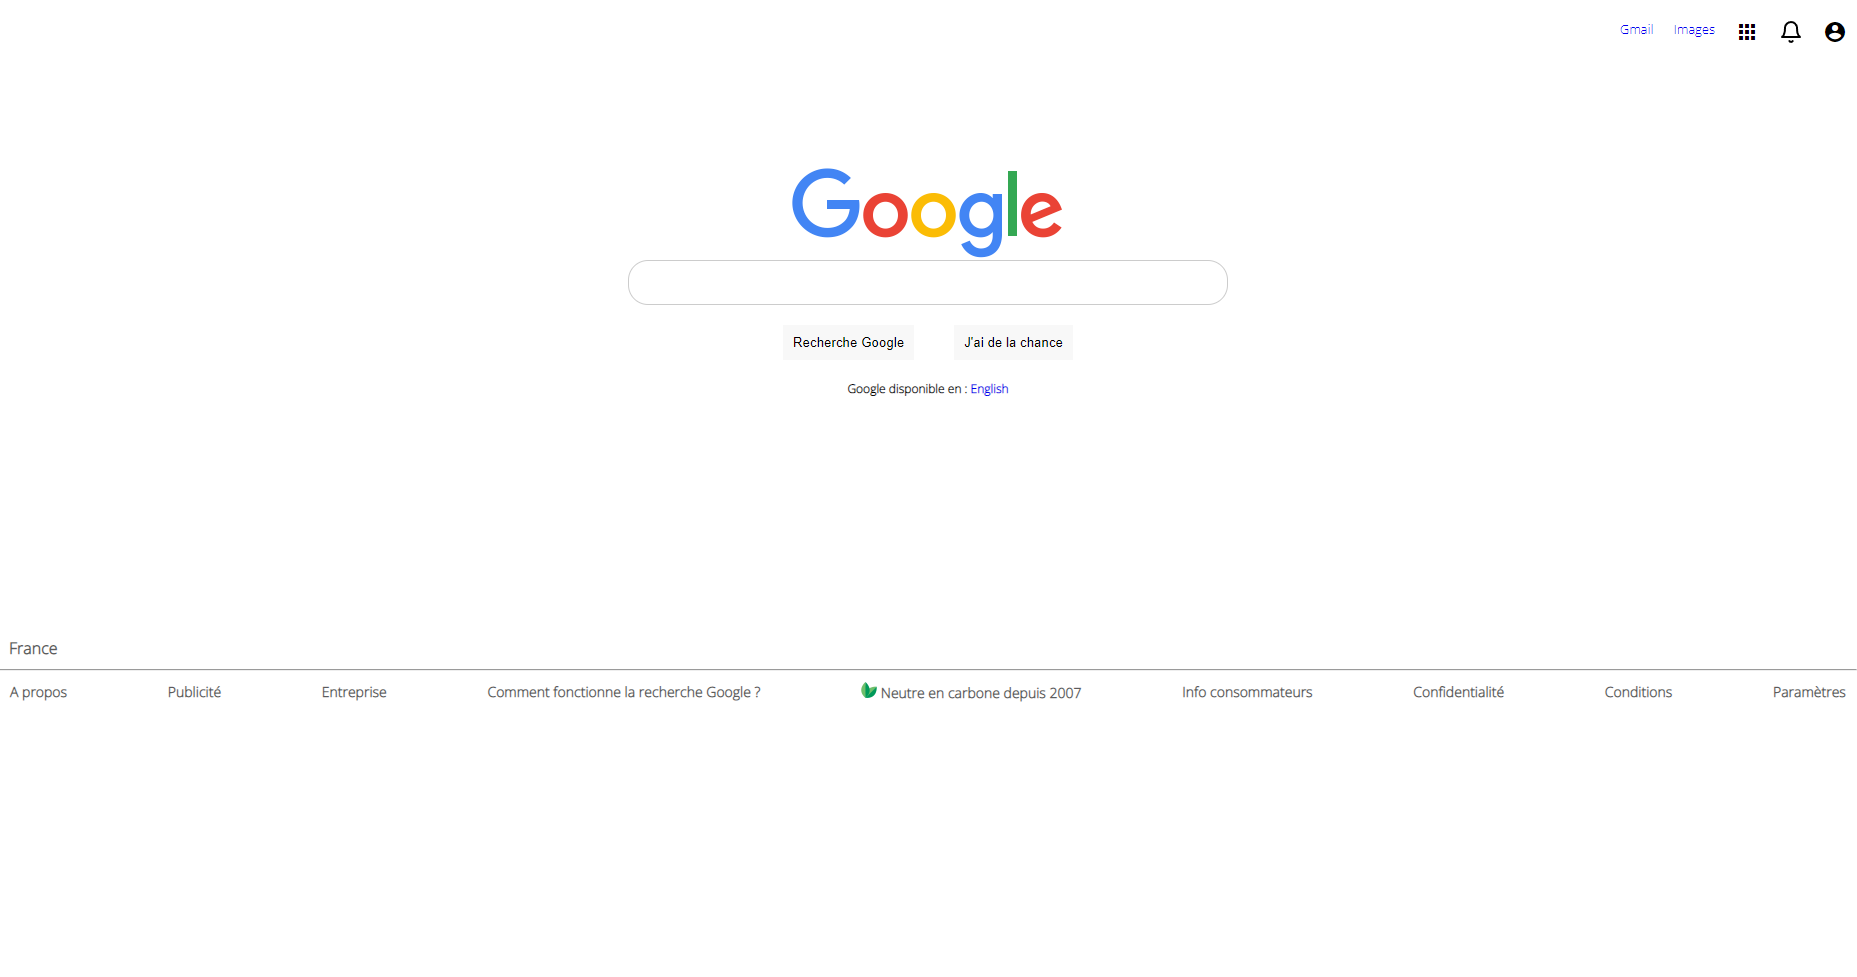 Gmail Images
Google
Recherche Google J'ai de la chance
Google disponible en : English
France
A propos Publicité Entreprise Comment fonctionne la recherche Google ? Neutre en carbone depuis 2007 Info consommateurs Confidentialité Conditions Paramètres